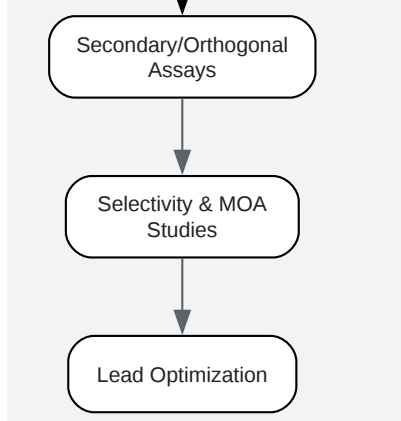 Secondary/Orthogonal
Assays
Selectivity & MOA
Studies
Lead Optimization